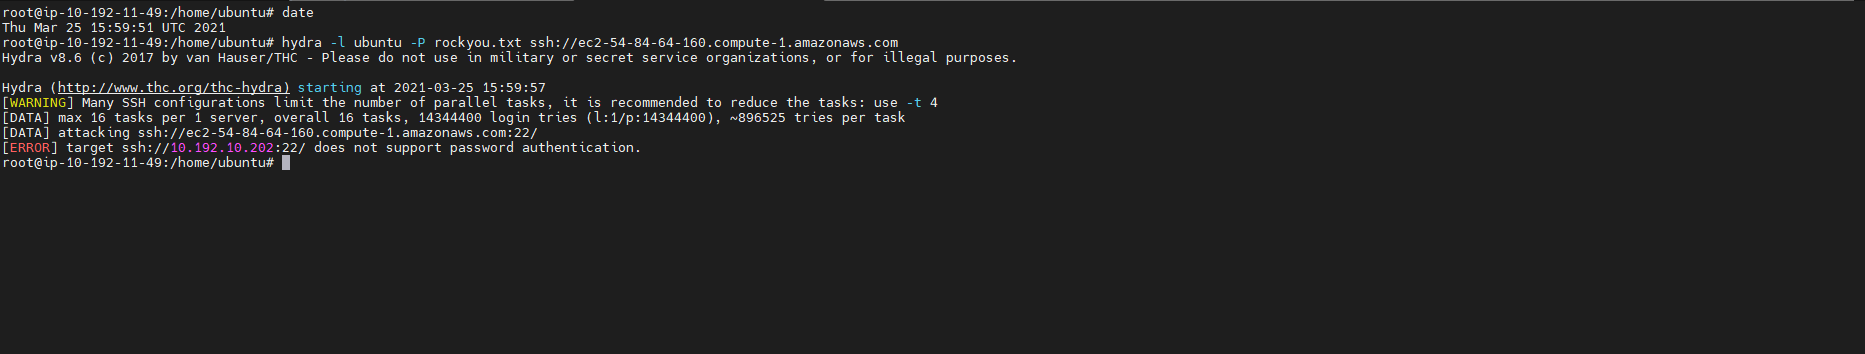 root@ip-10-192-11-49:/home/ubuntu# date
Thu Mar 25 15:59:51 UTC 2021
root@ip-10-192-11-49:/home/ubuntu# hydra -l ubuntu -P rockyou.txt ssh://ec2-54-84-64-160.compute-1.amazonaws.com
Hydra v8.6 (c) 2017 by van Hauser/THC - Please do not use in military or secret service organizations, or for illegal purposes.

Hydra (http://www.thc.org/thc-hydra) starting at 2021-03-25 15:59:57
[WARNING] Many SSH configurations limit the number of parallel tasks, it is recommended to reduce the tasks: use -t 4
[DATA] max 16 tasks per 1 server, overall 16 tasks, 14344400 login tries (l:1/p:14344400), ~896525 tries per task
[DATA] attacking ssh://ec2-54-84-64-160.compute-1.amazonaws.com:22/
[ERROR] target ssh://10.192.10.202:22/ does not support password authentication.
root@ip-10-192-11-49:/home/ubuntu#